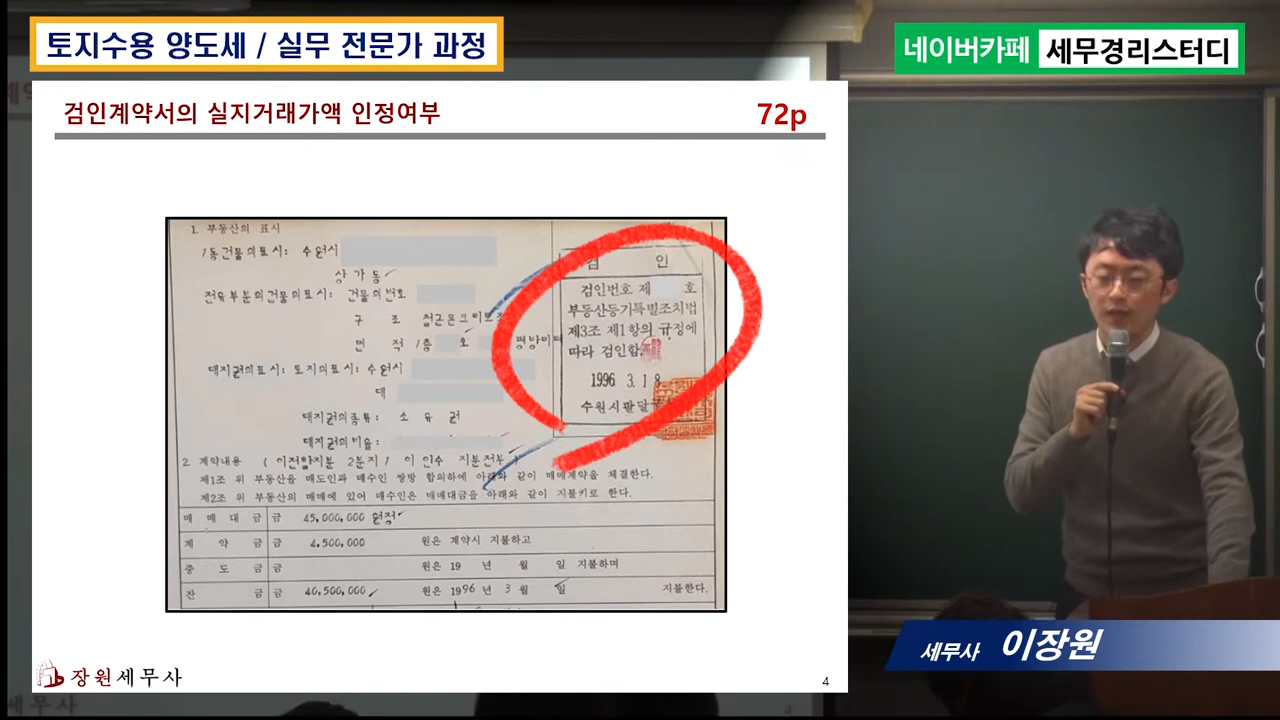 토지수용 양도세 / 실무 전문가 과정
네이버카페 세무경리스터디
검인계약서의 실지거래가액 인정여부
72p
1. 부동산의 표시
1동건물의표시: 수원시
상가동
전유부분의건물의표시: 건물의번호
구 조 철근콘크리트조
면 적 1층 호 평방미터
대지권의표시: 토지의표시: 수원시
대
대지권의종류: 소유권
대지권의비율:
검 인
검인번호 제 호
부동산등기특별조치법
제3조 제1항의 규정에
따라 검인함
1996. 3. 18
수원시팔달구
2. 계약내용 ( 이전할지분 2분지1 이인수 지분전부 )
제1조 위 부동산을 매도인과 매수인 쌍방 합의하에 아래와 같이 매매계약을 체결한다.
제2조 위 부동산의 매매에 있어 매수인은 매매대금을 아래와 같이 지불키로 한다.
매매대금 금 45,000,000 원정
계약금 금 4,500,000 원은 계약시 지불하고
중도금 금 원은 19 년 월 일 지불하며
잔금 금 40,500,000 원은 1996 년 3 월 일 지불한다.
장원세무사
4
세무사 이장원